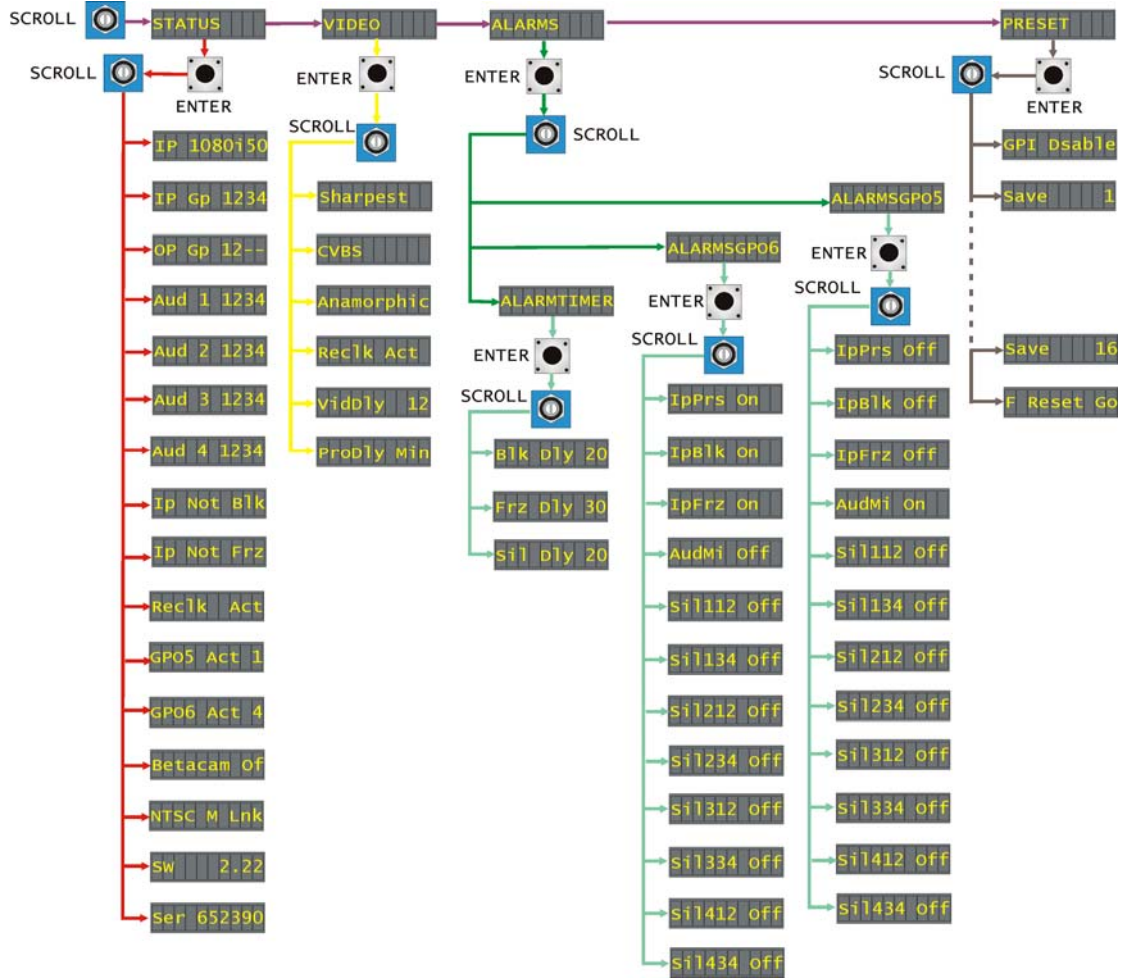 SCROLL
STATUS
VIDEO
ALARMS
PRESET
SCROLL
ENTER
IP 1080i50
IP Gp 1234
OP Gp 12--
Aud 1 1234
Aud 2 1234
Aud 3 1234
Aud 4 1234
Ip Not Blk
Ip Not Frz
Reclk Act
GPO5 Act 1
GPO6 Act 4
Betacam Of
NTSC M Lnk
SW 2.22
Ser 652390
ENTER
SCROLL
Sharpest
CVBS
Anamorphic
Reclk Act
VidDly 12
ProDly Min
ENTER
SCROLL
ALARMTIMER
ENTER
SCROLL
Blk Dly 20
Frz Dly 30
Sil Dly 20
ALARMSGPO6
ENTER
SCROLL
IpPrs On
IpBlk On
IpFrz On
AudMi Off
Sil112 Off
Sil134 Off
Sil212 Off
Sil234 Off
Sil312 Off
Sil334 Off
Sil412 Off
Sil434 Off
ALARMSGPO5
ENTER
SCROLL
IpPrs Off
IpBlk Off
IpFrz Off
AudMi On
Sil112 Off
Sil134 Off
Sil212 Off
Sil234 Off
Sil312 Off
Sil334 Off
Sil412 Off
Sil434 Off
SCROLL
ENTER
GPI Dsable
Save 1
Save 16
F Reset Go